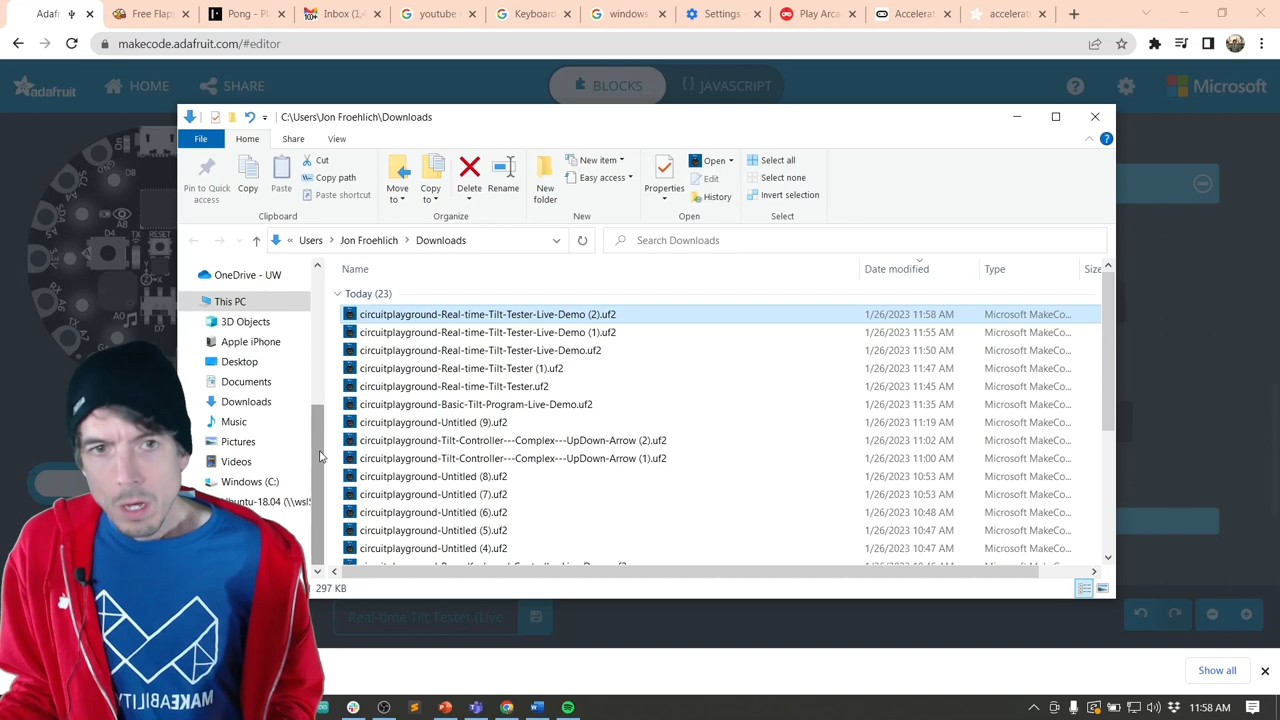 Adaf
Free Flap
Pong - Pl
Inbox (1,
youtube
Keyboard
windows
Settings
Play Arca
Accelerat
accelerat
makecode.adafruit.com/#editor
adafruit
HOME
SHARE
BLOCKS
JAVASCRIPT
Microsoft
C:\Users\Jon Froehlich\Downloads
File
Home
Share
View
Pin to Quick access
Copy
Paste
Cut
Copy path
Paste shortcut
Move to
Copy to
Delete
Rename
New folder
New item
Easy access
Properties
Open
Edit
History
Select all
Select none
Invert selection
Clipboard
Organize
New
Open
Select
« Users > Jon Froehlich > Downloads
Search Downloads
OneDrive - UW
This PC
3D Objects
Apple iPhone
Desktop
Documents
Downloads
Music
Pictures
Videos
Windows (C:)
Ubuntu-18.04 (\\wsl$
Name Date modified Type Size
Today (23)
circuitplayground-Real-time-Tilt-Tester-Live-Demo (2).uf2 1/26/2023 11:58 AM Microsoft MakeCo...
circuitplayground-Real-time-Tilt-Tester-Live-Demo (1).uf2 1/26/2023 11:55 AM Microsoft MakeCo...
circuitplayground-Real-time-Tilt-Tester-Live-Demo.uf2 1/26/2023 11:50 AM Microsoft MakeCo...
circuitplayground-Real-time-Tilt-Tester (1).uf2 1/26/2023 11:47 AM Microsoft MakeCo...
circuitplayground-Real-time-Tilt-Tester.uf2 1/26/2023 11:45 AM Microsoft MakeCo...
circuitplayground-Basic-Tilt-Program-Live-Demo.uf2 1/26/2023 11:35 AM Microsoft MakeCo...
circuitplayground-Untitled (9).uf2 1/26/2023 11:19 AM Microsoft MakeCo...
circuitplayground-Tilt-Controller---Complex---UpDown-Arrow (2).uf2 1/26/2023 11:02 AM Microsoft MakeCo...
circuitplayground-Tilt-Controller---Complex---UpDown-Arrow (1).uf2 1/26/2023 11:00 AM Microsoft MakeCo...
circuitplayground-Untitled (8).uf2 1/26/2023 10:53 AM Microsoft MakeCo...
circuitplayground-Untitled (7).uf2 1/26/2023 10:53 AM Microsoft MakeCo...
circuitplayground-Untitled (6).uf2 1/26/2023 10:48 AM Microsoft MakeCo...
circuitplayground-Untitled (5).uf2 1/26/2023 10:47 AM Microsoft MakeCo...
circuitplayground-Untitled (4).uf2 1/26/2023 10:47 AM Microsoft MakeCo...
297 KB
Real-time Tilt Tester (Live
Show all
MAKEABILITY
11:58 AM